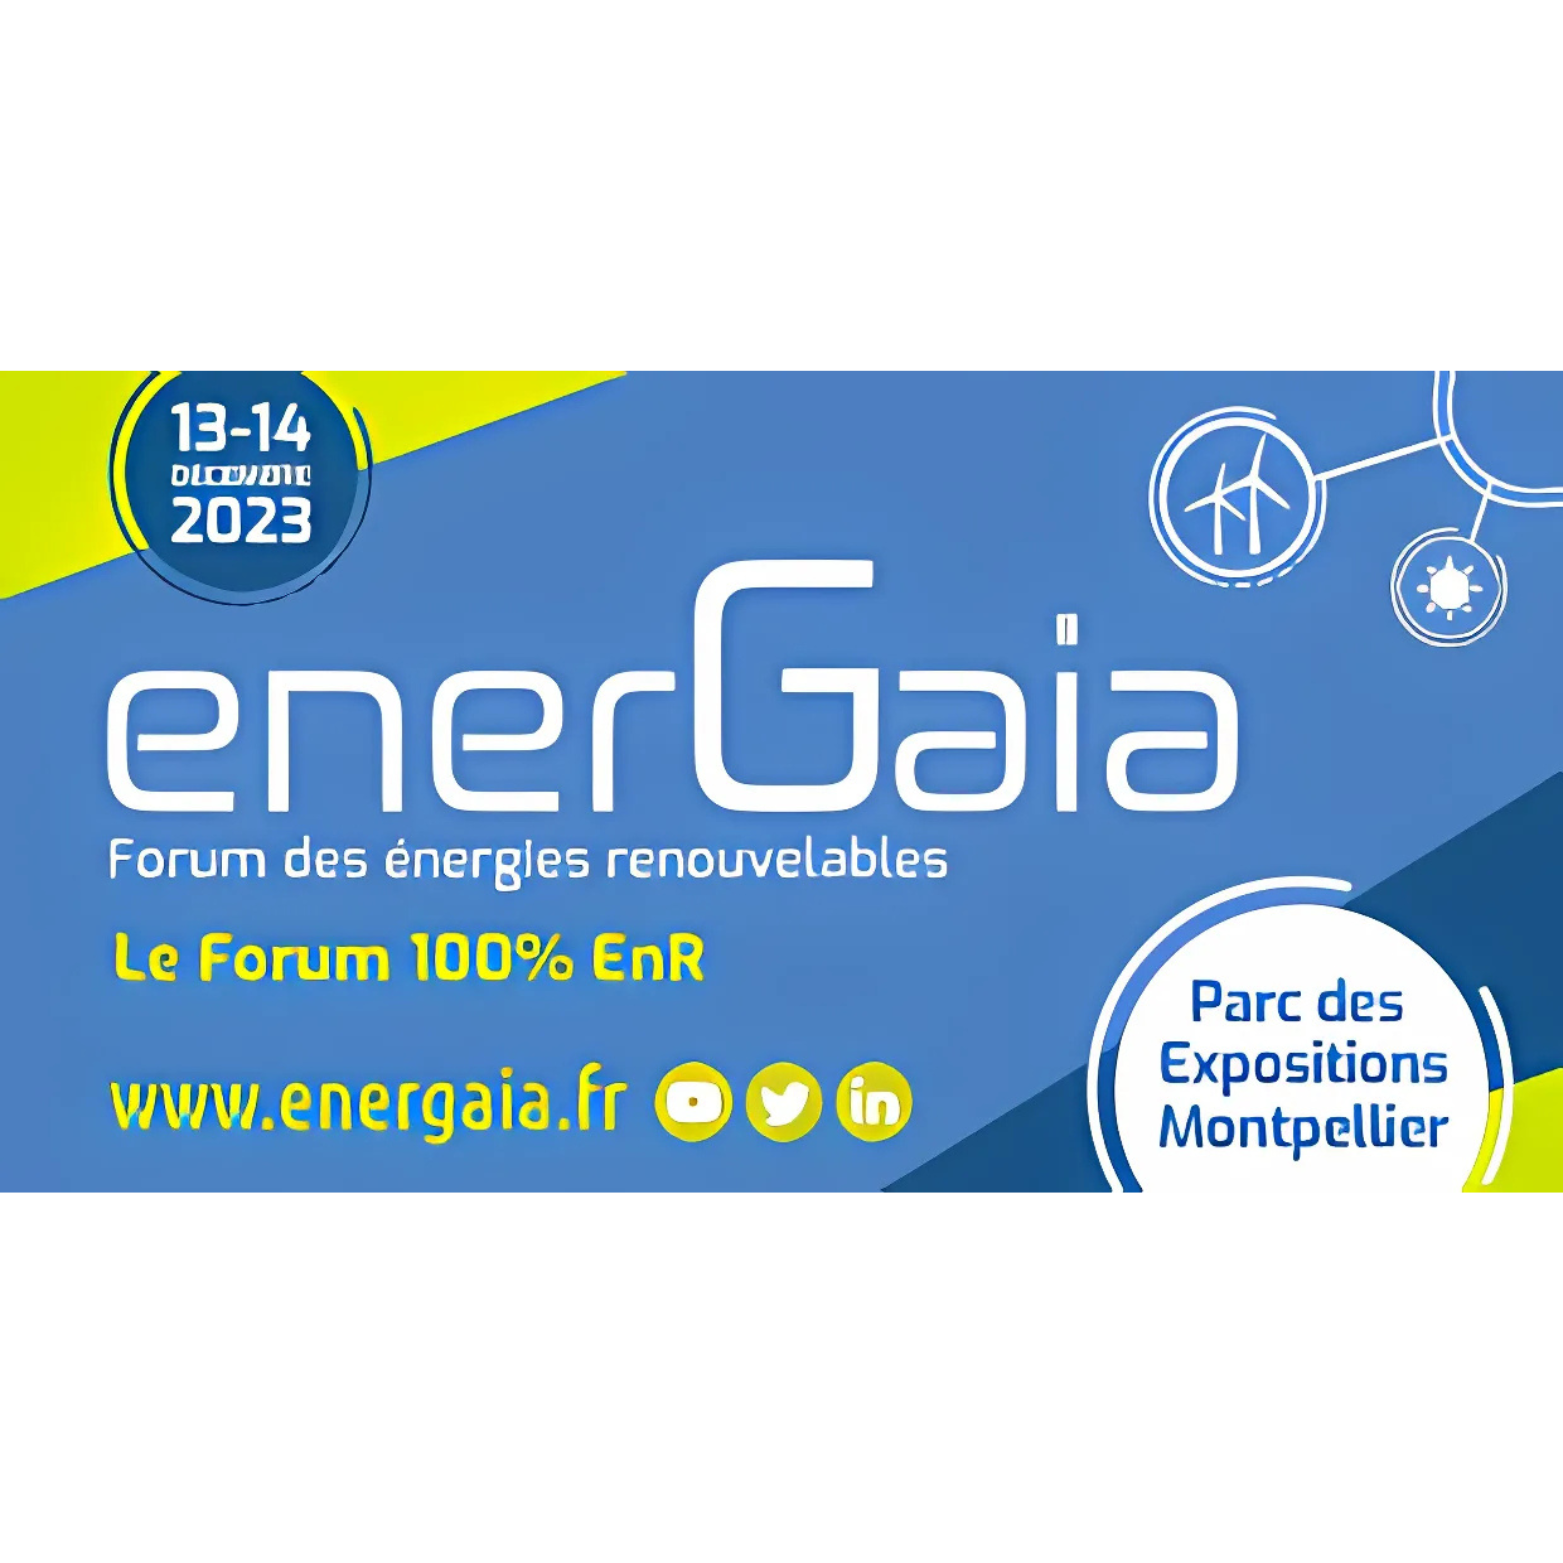 13-14
2023
enerGaia
Forum des énergies renouvelables
Le Forum 100% EnR
www.energaia.fr
in
Parc des
Expositions
Montpellier